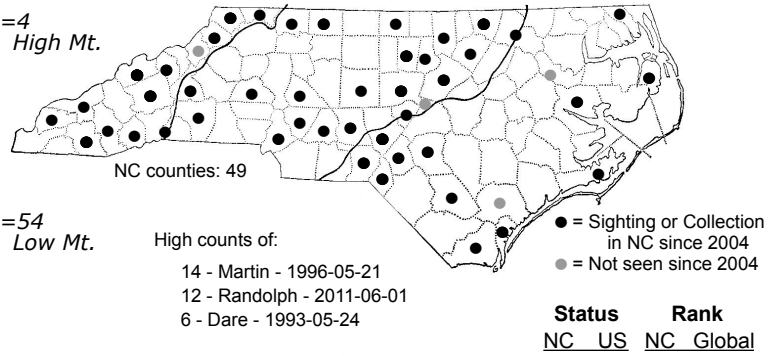 =4
High Mt.
NC counties: 49
=54
Low Mt.
High counts of:
14 - Martin - 1996-05-21
12 - Randolph - 2011-06-01
6 - Dare - 1993-05-24
● = Sighting or Collection
in NC since 2004
● = Not seen since 2004
Status Rank
NC US NC Global